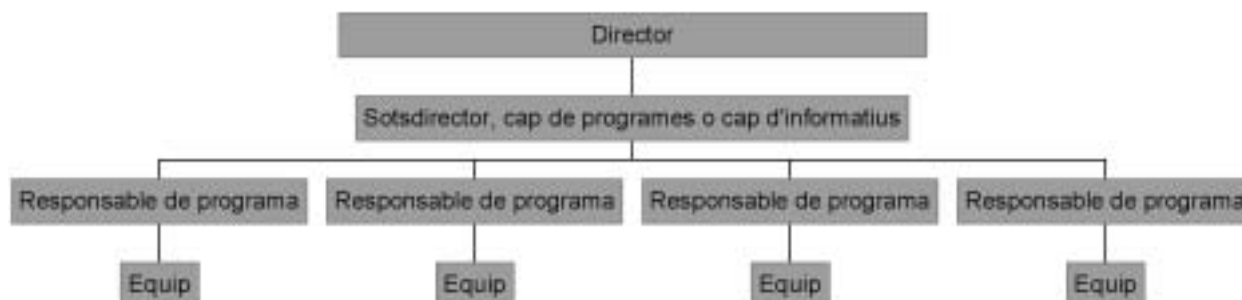 Director
Sotsdirector, cap de programes o cap d'informatius
Responsable de programa
Responsable de programa
Responsable de programa
Responsable de programa
Equip
Equip
Equip
Equip